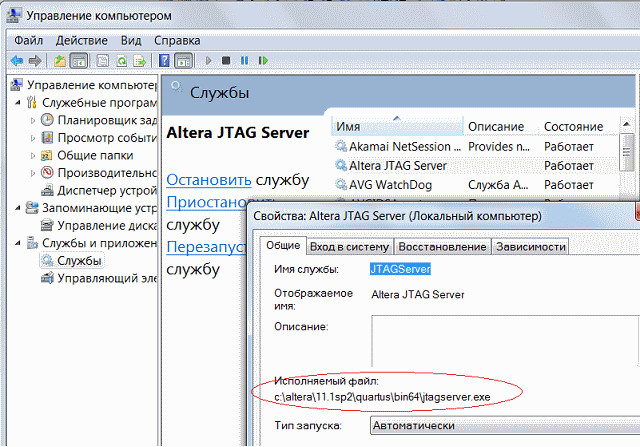 Управление компьютером
Файл Действие Вид Справка
Управление компьютер
Служебные програм
Планировщик зад
Просмотр событи
Общие папки
Производительно
Диспетчер устрой
Запоминающие устр
Управление диска
Службы и приложен
Службы
Управляющий эле
Службы
Altera JTAG Server
Остановить службу
Приостановить
службу
Перезапуст
службу
Имя Описание Состояние
Akamai NetSession ... Provides n... Работает
Altera JTAG Server Работает
AVG WatchDog Служба A... Работает
Свойства: Altera JTAG Server (Локальный компьютер)
Общие Вход в систему Восстановление Зависимости
Имя службы: JTAGServer
Отображаемое
имя: Altera JTAG Server
Описание:
Исполняемый файл:
c:\altera\11.1sp2\quartus\bin64\jtagserver.exe
Тип запуска: Автоматически